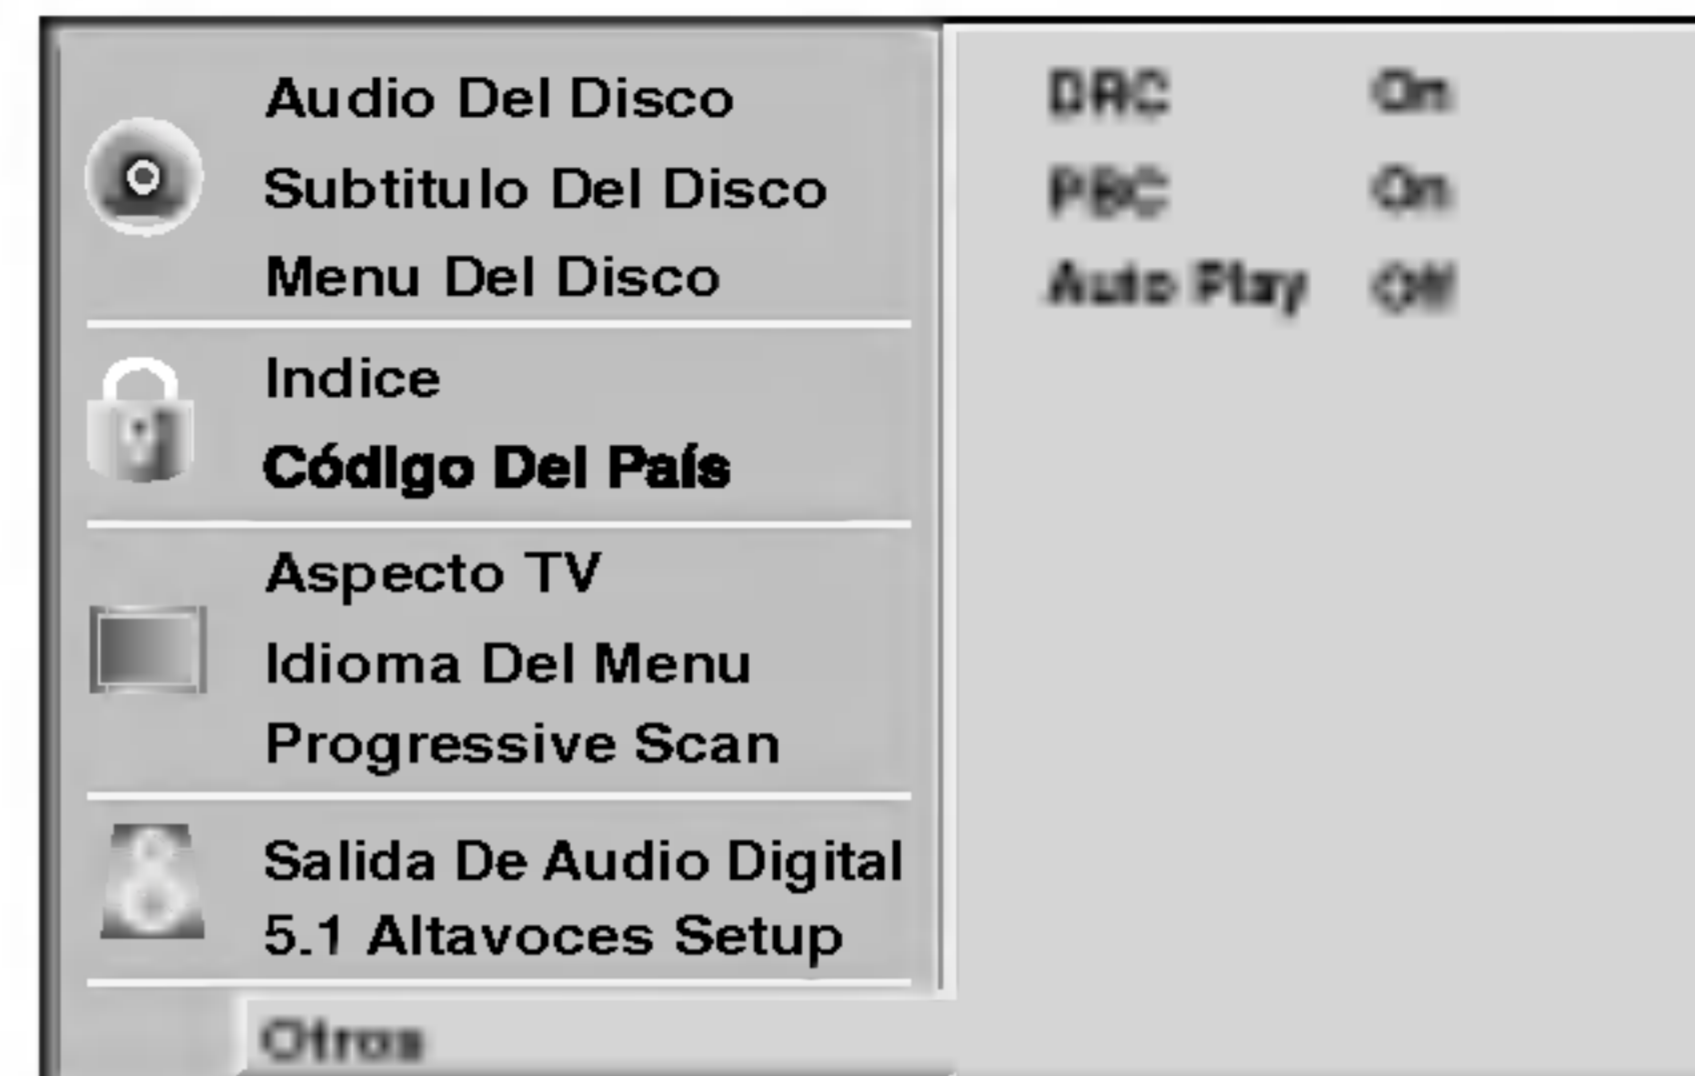 Audio Del Disco
Subtitulo Del Disco
Menu Del Disco
Indice
Código Del País
Aspecto TV
Idioma Del Menu
Progressive Scan
Salida De Audio Digital
5.1 Altavoces Setup
Otros
DRC On
PBC On
Auto Play Off